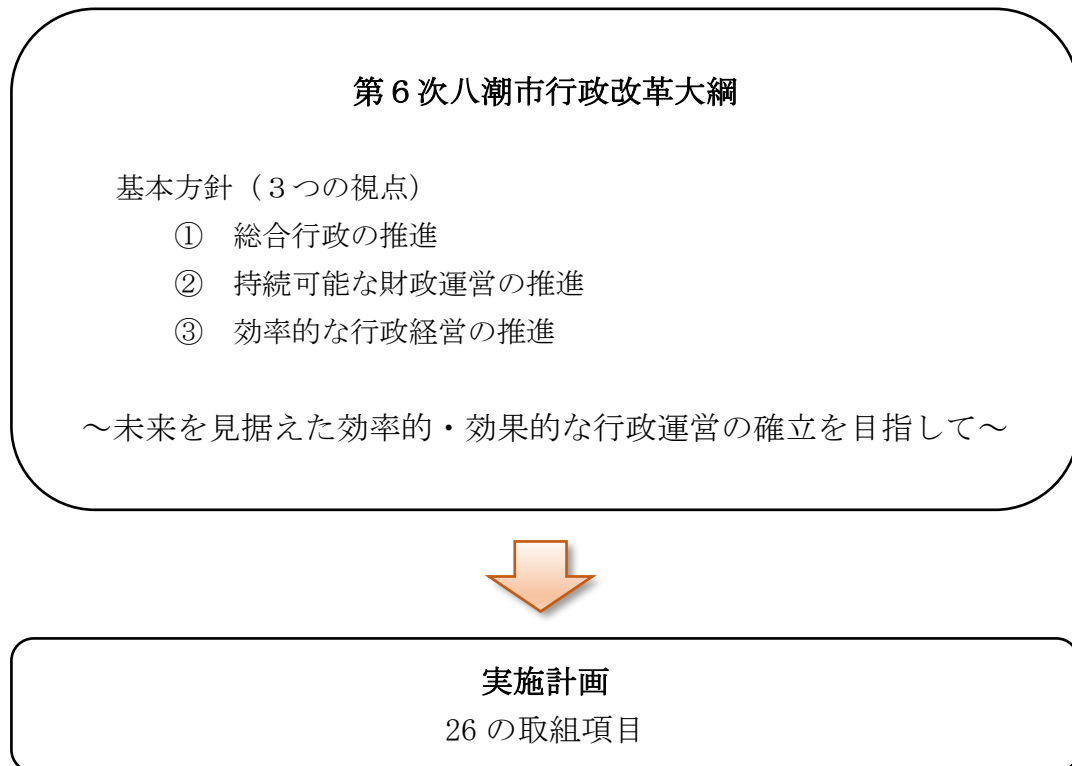 第６次八潮市行政改革大綱
基本方針（３つの視点）
①　総合行政の推進
②　持続可能な財政運営の推進
③　効率的な行政経営の推進
～未来を見据えた効率的・効果的な行政運営の確立を目指して～
実施計画
26 の取組項目